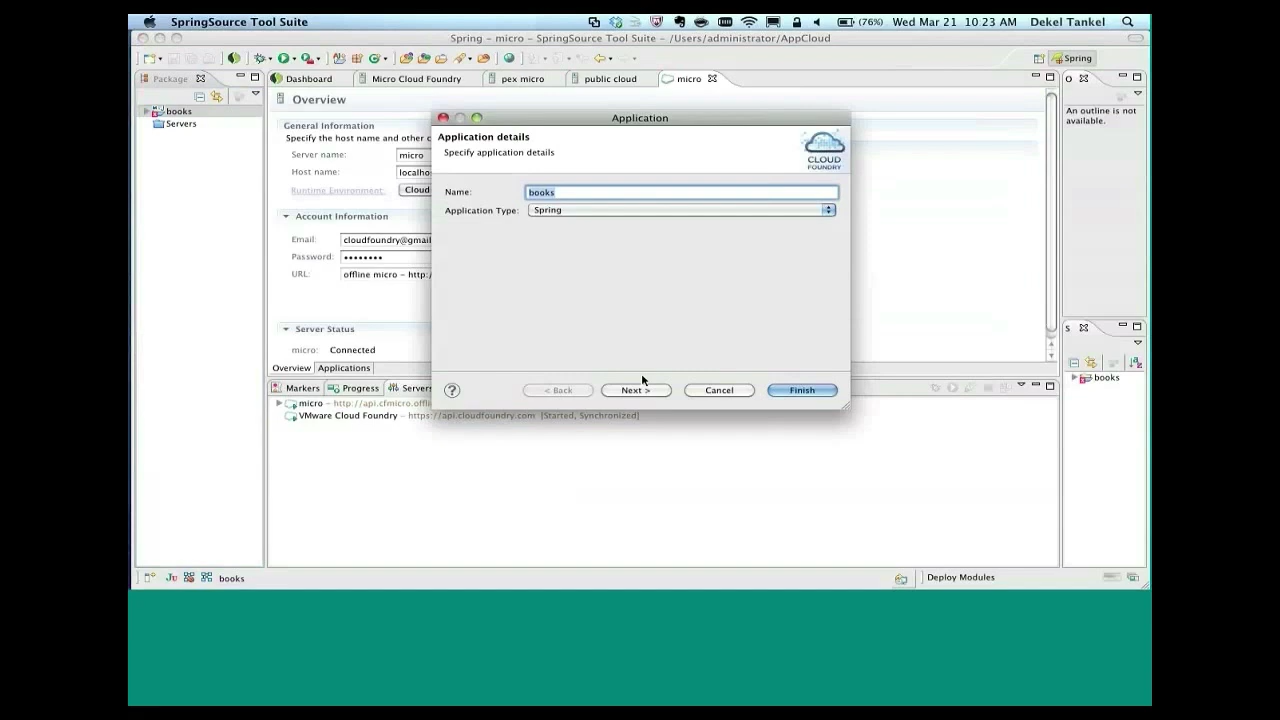 SpringSource Tool Suite
(76%) Wed Mar 21 10:23 AM Dekel Tankel
Spring - micro - SpringSource Tool Suite - /Users/administrator/AppCloud
Spring
Package
Dashboard
Micro Cloud Foundry
pex micro
public cloud
micro
O
books
Servers
Overview
An outline is not
available.
General Information
Specify the host name and other c
Server name: micro
Host name: localho
Runtime Environment: Cloud
Account Information
Email: cloudfoundry@gmail
Password: ••••••••
URL: offline micro - http:/
Server Status
micro: Connected
Overview Applications
Application
Application details
Specify application details
CLOUD
FOUNDRY
Name: books
Application Type: Spring
? < Back Next > Cancel Finish
S
books
Markers Progress Servers
micro - http://api.cfmicro.offli
VMware Cloud Foundry - https://api.cloudfoundry.com [Started, Synchronized]
Ju books
Deploy Modules